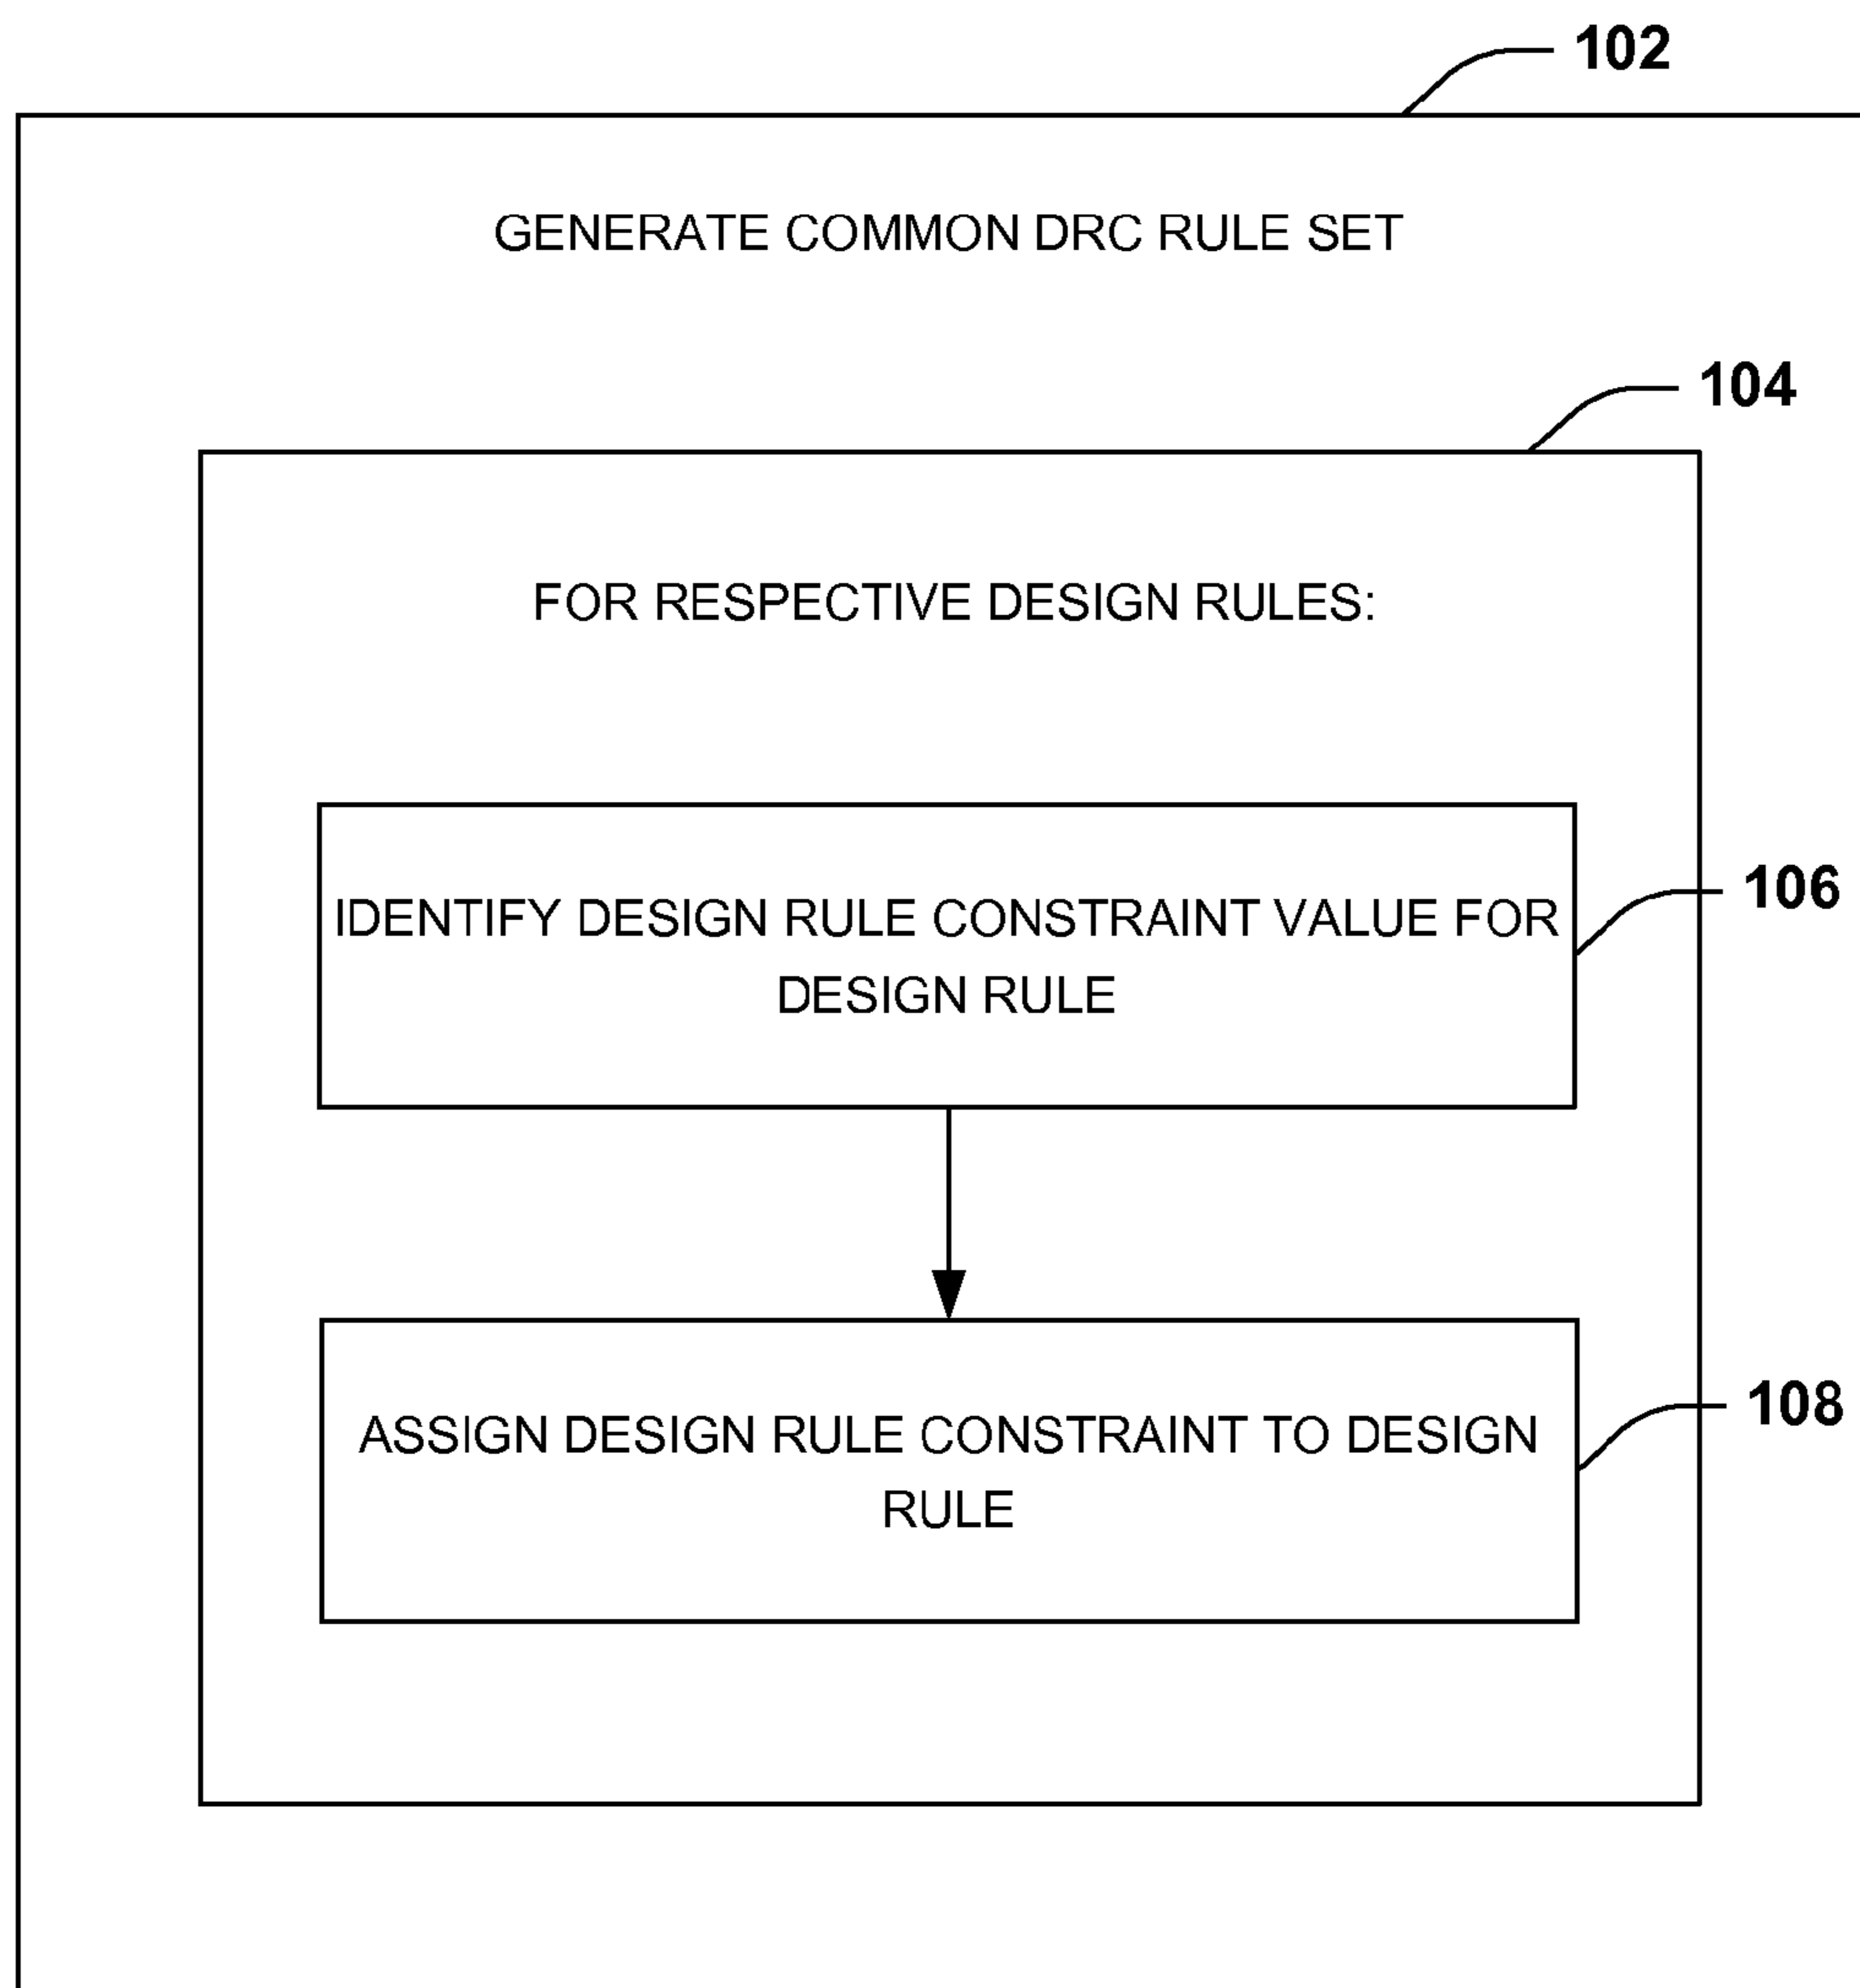 102
GENERATE COMMON DRC RULE SET
104
FOR RESPECTIVE DESIGN RULES:
106
IDENTIFY DESIGN RULE CONSTRAINT VALUE FOR
DESIGN RULE
108
ASSIGN DESIGN RULE CONSTRAINT TO DESIGN
RULE